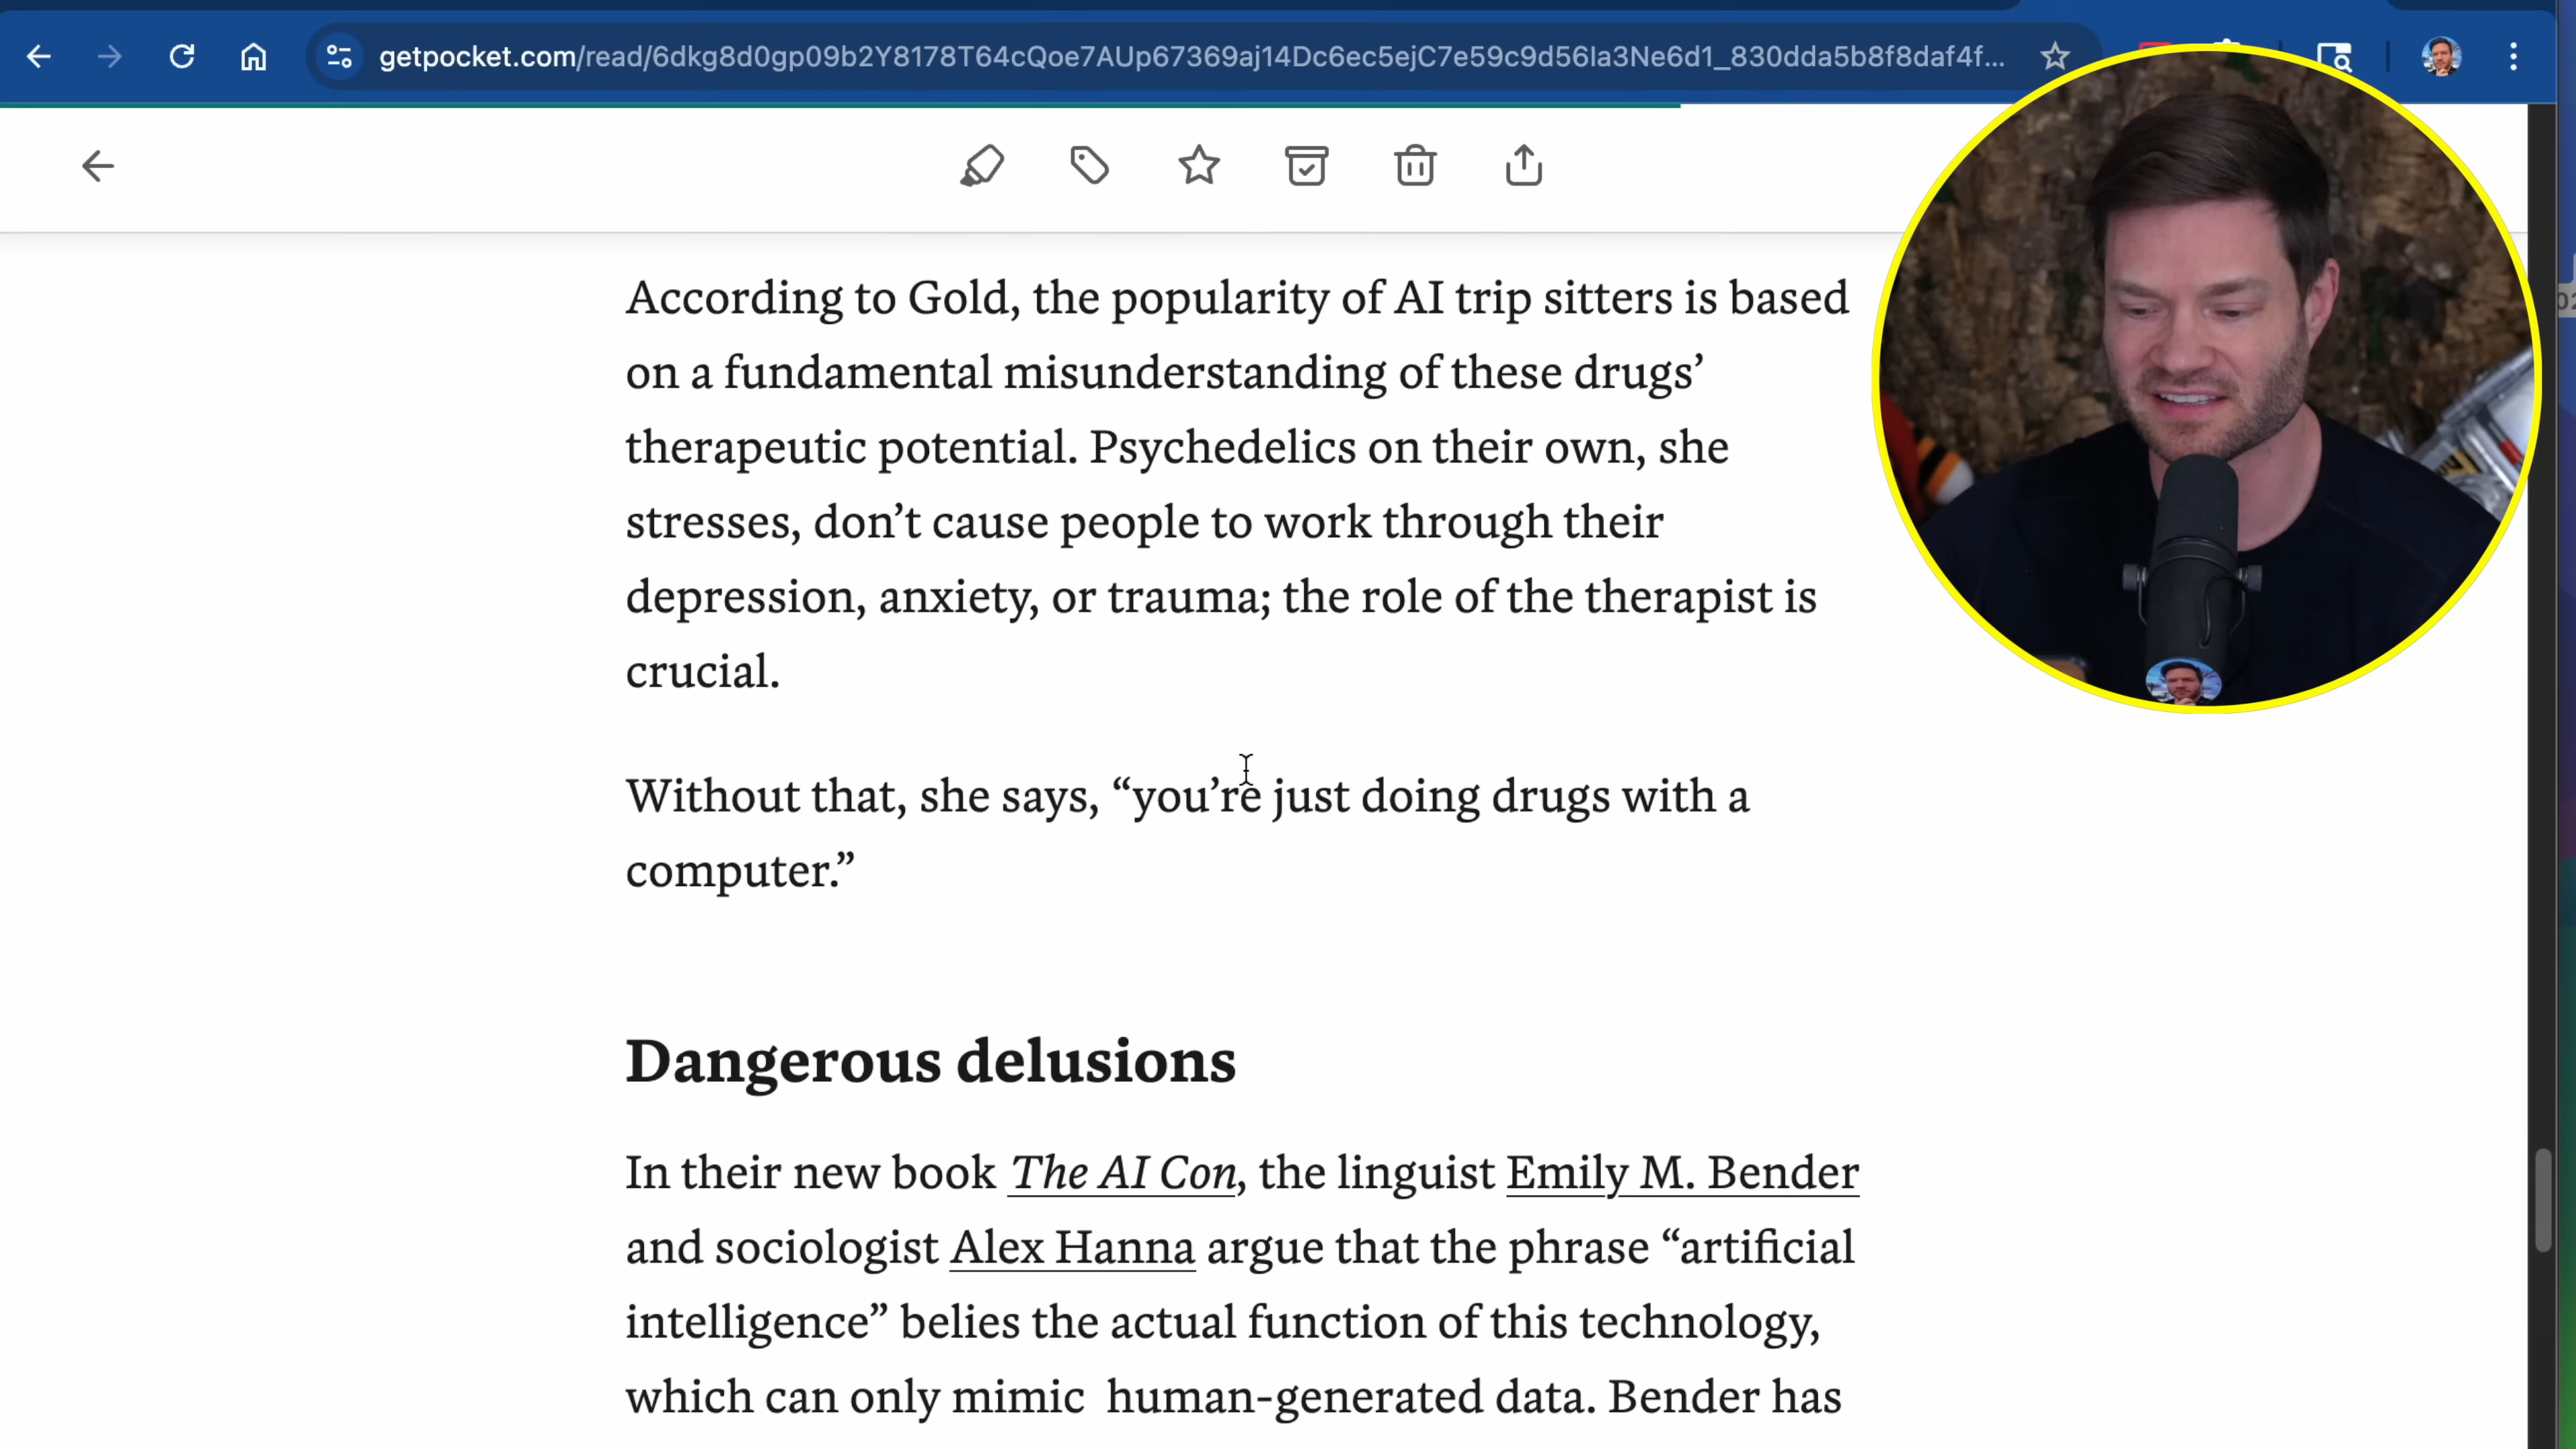 getpocket.com/read/6dkg8d0gp09b2Y8178T64cQoe7AUp67369aj14Dc6ec5ejC7e59c9d56la3Ne6d1_830dda5b8f8daf4f...
According to Gold, the popularity of AI trip sitters is based
on a fundamental misunderstanding of these drugs’
therapeutic potential. Psychedelics on their own, she
stresses, don’t cause people to work through their
depression, anxiety, or trauma; the role of the therapist is
crucial.
Without that, she says, “you’re just doing drugs with a
computer.”
Dangerous delusions
In their new book The AI Con, the linguist Emily M. Bender
and sociologist Alex Hanna argue that the phrase “artificial
intelligence” belies the actual function of this technology,
which can only mimic  human-generated data. Bender has